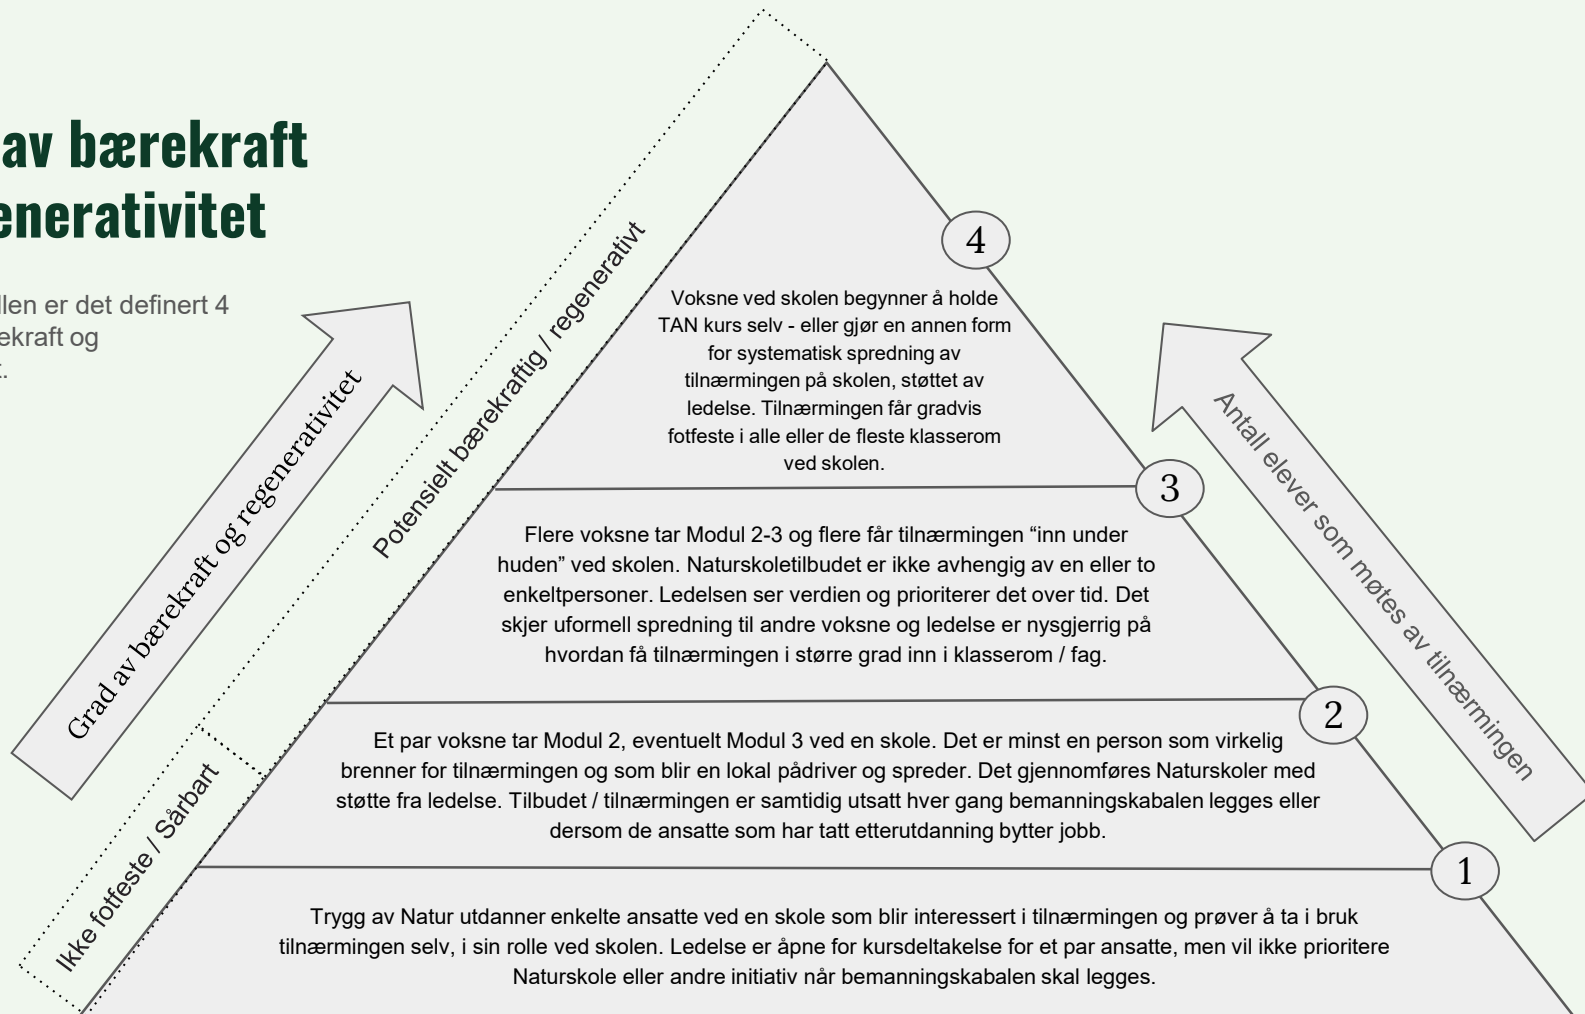 av bærekraft
enerativitet
llen er det definert 4
ekraft og
Grad av bærekraft og regenerativitet
Potensielt bærekraftig / regenerativt
Ikke fotfeste / Sårbart
4
Voksne ved skolen begynner å holde
TAN kurs selv - eller gjør en annen form
for systematisk spredning av
tilnærmingen på skolen, støttet av
ledelse. Tilnærmingen får gradvis
fotfeste i alle eller de fleste klasserom
ved skolen.
Antall elever som møtes av tilnærmingen
3
Flere voksne tar Modul 2-3 og flere får tilnærmingen “inn under
huden” ved skolen. Naturskoletilbudet er ikke avhengig av en eller to
enkeltpersoner. Ledelsen ser verdien og prioriterer det over tid. Det
skjer uformell spredning til andre voksne og ledelse er nysgjerrig på
hvordan få tilnærmingen i større grad inn i klasserom / fag.
2
Et par voksne tar Modul 2, eventuelt Modul 3 ved en skole. Det er minst en person som virkelig
brenner for tilnærmingen og som blir en lokal pådriver og spreder. Det gjennomføres Naturskoler med
støtte fra ledelse. Tilbudet / tilnærmingen er samtidig utsatt hver gang bemanningskabalen legges eller
dersom de ansatte som har tatt etterutdanning bytter jobb.
1
Trygg av Natur utdanner enkelte ansatte ved en skole som blir interessert i tilnærmingen og prøver å ta i bruk
tilnærmingen selv, i sin rolle ved skolen. Ledelse er åpne for kursdeltakelse for et par ansatte, men vil ikke prioritere
Naturskole eller andre initiativ når bemanningskabalen skal legges.